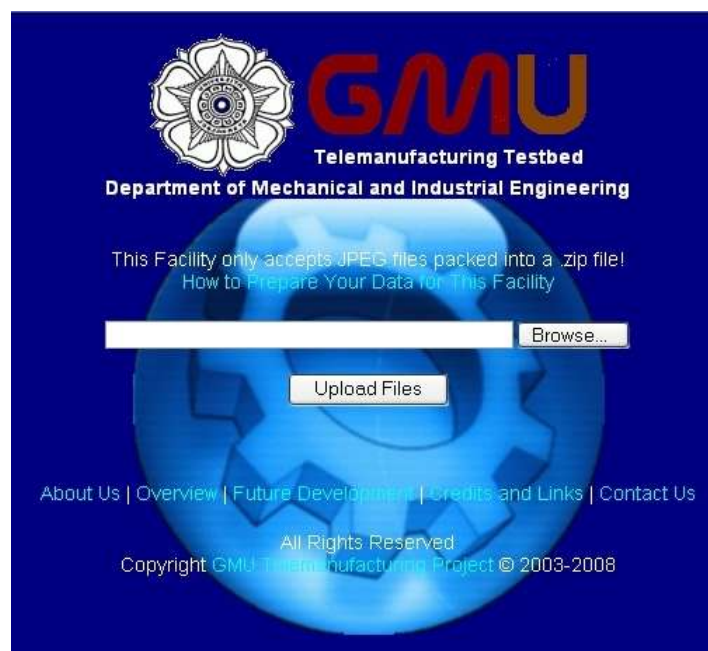 GMU
Telemanufacturing Testbed
Department of Mechanical and Industrial Engineering
This Facility only accepts JPEG files packed into a .zip file!
How to Prepare Your Data for This Facility
Browse...
Upload Files
About Us | Overview | Future Development | Credits and Links | Contact Us
All Rights Reserved
Copyright GMU Telemanufacturing Project © 2003-2008